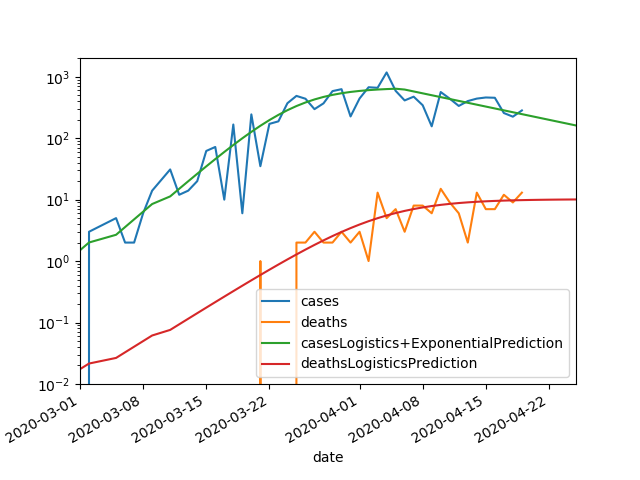 10³
10²
10¹
10⁰
10⁻¹
10⁻²
cases
deaths
casesLogistics+ExponentialPrediction
deathsLogisticsPrediction
2020-03-01
2020-03-08
2020-03-15
2020-03-22
2020-04-01
2020-04-08
2020-04-15
2020-04-22
date